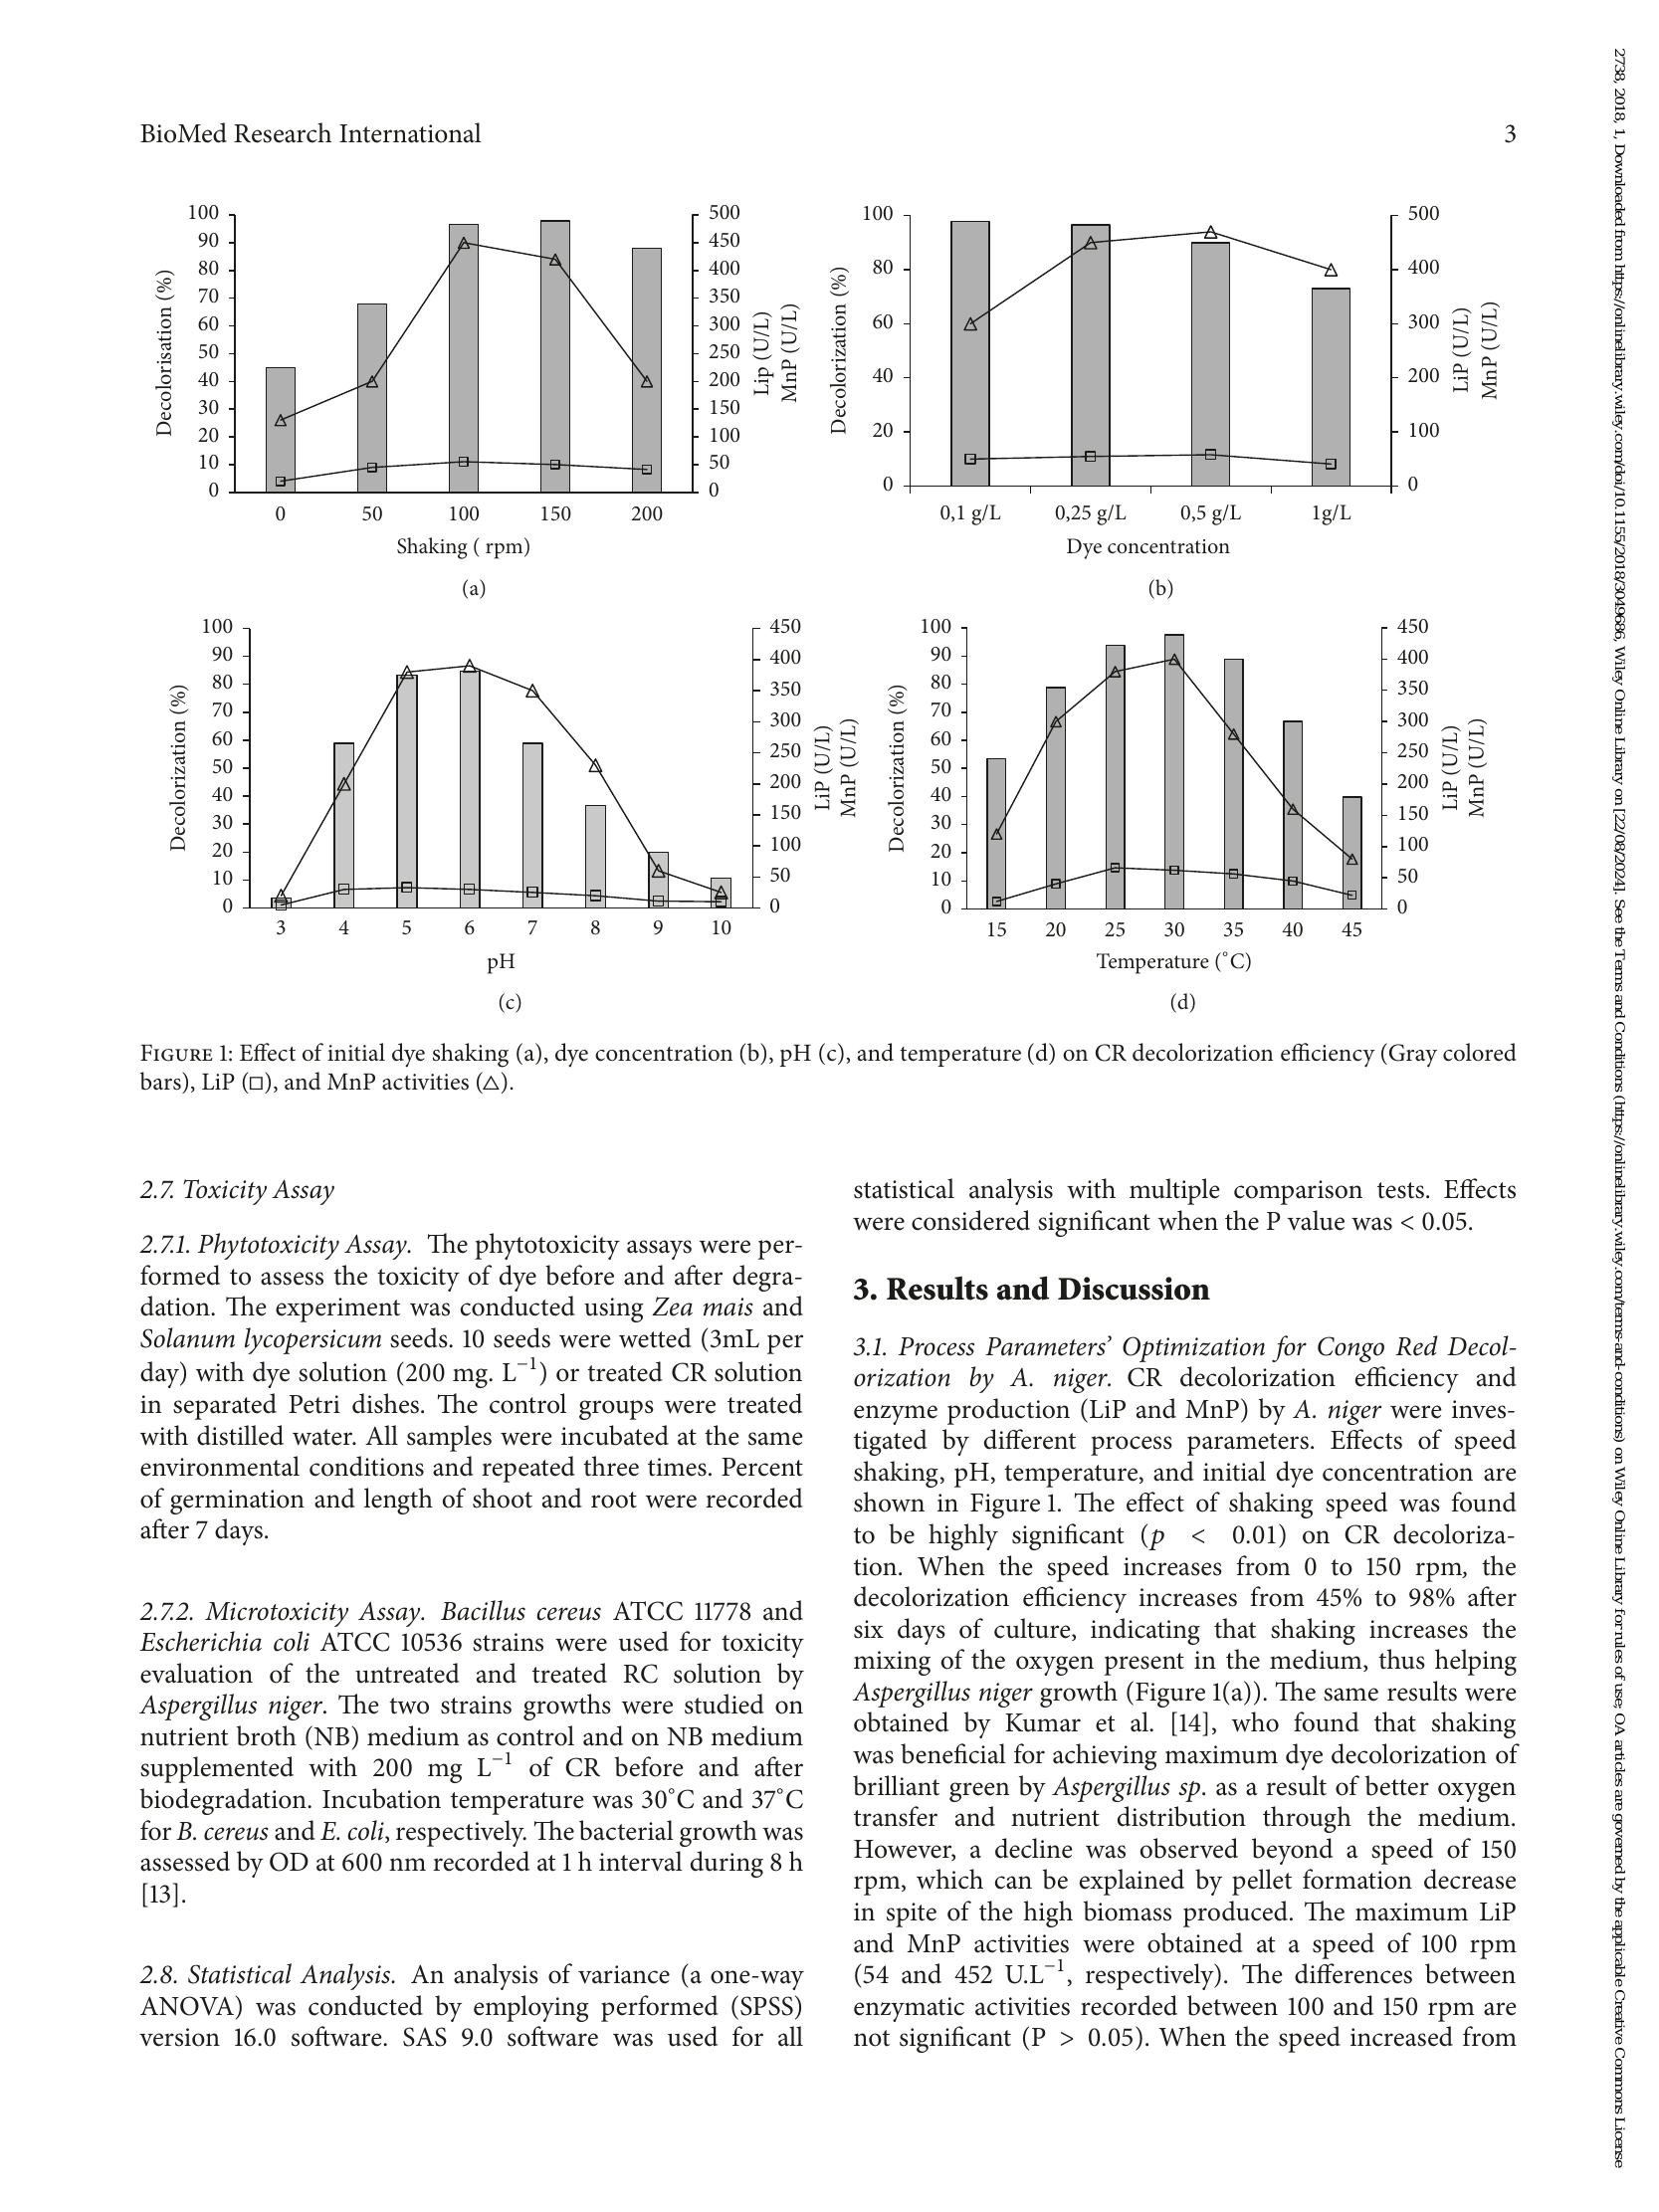 BioMed Research International
3
100
90
80
70
60
50
40
30
20
10
0
Decolorisation (%)
500
450
400
350
300
250
200
150
100
50
0
Lip (U/L)
MnP (U/L)
0 50 100 150 200
Shaking ( rpm)
(a)
100
80
60
40
20
0
Decolorization (%)
500
400
300
200
100
0
LiP (U/L)
MnP (U/L)
0,1 g/L 0,25 g/L 0,5 g/L 1g/L
Dye concentration
(b)
100
90
80
70
60
50
40
30
20
10
0
Decolorization (%)
450
400
350
300
250
200
150
100
50
0
LiP (U/L)
MnP (U/L)
3 4 5 6 7 8 9 10
pH
(c)
100
90
80
70
60
50
40
30
20
10
0
Decolorization (%)
450
400
350
300
250
200
150
100
50
0
LiP (U/L)
MnP (U/L)
15 20 25 30 35 40 45
Temperature (°C)
(d)
Figure 1: Effect of initial dye shaking (a), dye concentration (b), pH (c), and temperature (d) on CR decolorization efficiency (Gray colored
bars), LiP (□), and MnP activities (△).
2.7. Toxicity Assay
2.7.1. Phytotoxicity Assay. The phytotoxicity assays were per-
formed to assess the toxicity of dye before and after degra-
dation. The experiment was conducted using Zea mais and
Solanum lycopersicum seeds. 10 seeds were wetted (3mL per
day) with dye solution (200 mg. L⁻¹) or treated CR solution
in separated Petri dishes. The control groups were treated
with distilled water. All samples were incubated at the same
environmental conditions and repeated three times. Percent
of germination and length of shoot and root were recorded
after 7 days.
2.7.2. Microtoxicity Assay. Bacillus cereus ATCC 11778 and
Escherichia coli ATCC 10536 strains were used for toxicity
evaluation of the untreated and treated RC solution by
Aspergillus niger. The two strains growths were studied on
nutrient broth (NB) medium as control and on NB medium
supplemented with 200 mg L⁻¹ of CR before and after
biodegradation. Incubation temperature was 30°C and 37°C
for B. cereus and E. coli, respectively. The bacterial growth was
assessed by OD at 600 nm recorded at 1 h interval during 8 h
[13].
2.8. Statistical Analysis. An analysis of variance (a one-way
ANOVA) was conducted by employing performed (SPSS)
version 16.0 software. SAS 9.0 software was used for all
statistical analysis with multiple comparison tests. Effects
were considered significant when the P value was < 0.05.
3. Results and Discussion
3.1. Process Parameters’ Optimization for Congo Red Decol-
orization by A. niger. CR decolorization efficiency and
enzyme production (LiP and MnP) by A. niger were inves-
tigated by different process parameters. Effects of speed
shaking, pH, temperature, and initial dye concentration are
shown in Figure 1. The effect of shaking speed was found
to be highly significant (p < 0.01) on CR decoloriza-
tion. When the speed increases from 0 to 150 rpm, the
decolorization efficiency increases from 45% to 98% after
six days of culture, indicating that shaking increases the
mixing of the oxygen present in the medium, thus helping
Aspergillus niger growth (Figure 1(a)). The same results were
obtained by Kumar et al. [14], who found that shaking
was beneficial for achieving maximum dye decolorization of
brilliant green by Aspergillus sp. as a result of better oxygen
transfer and nutrient distribution through the medium.
However, a decline was observed beyond a speed of 150
rpm, which can be explained by pellet formation decrease
in spite of the high biomass produced. The maximum LiP
and MnP activities were obtained at a speed of 100 rpm
(54 and 452 U.L⁻¹, respectively). The differences between
enzymatic activities recorded between 100 and 150 rpm are
not significant (P > 0.05). When the speed increased from
2738, 2018, 1, Downloaded from https://onlinelibrary.wiley.com/doi/10.1155/2018/3049686, Wiley Online Library on [22/08/2024]. See the Terms and Conditions (https://onlinelibrary.wiley.com/terms-and-conditions) on Wiley Online Library for rules of use; OA articles are governed by the applicable Creative Commons License